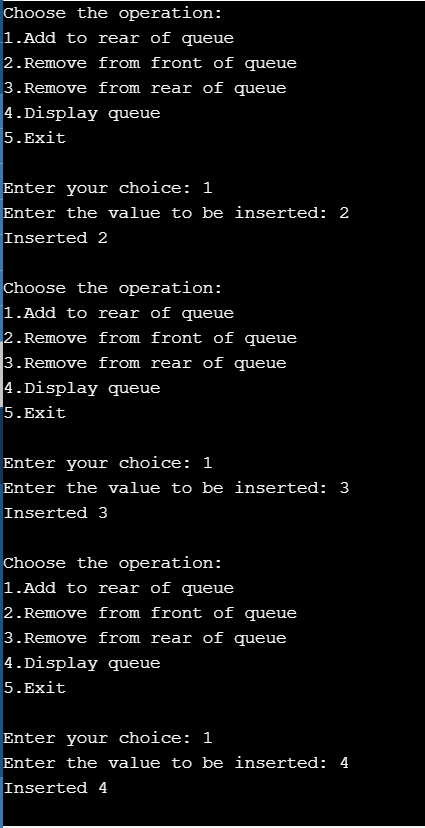 Choose the operation:
1.Add to rear of queue
2.Remove from front of queue
3.Remove from rear of queue
4.Display queue
5.Exit
Enter your choice: 1
Enter the value to be inserted: 2
Inserted 2
Choose the operation:
1.Add to rear of queue
2.Remove from front of queue
3.Remove from rear of queue
4.Display queue
5.Exit
Enter your choice: 1
Enter the value to be inserted: 3
Inserted 3
Choose the operation:
1.Add to rear of queue
2.Remove from front of queue
3.Remove from rear of queue
4.Display queue
5.Exit
Enter your choice: 1
Enter the value to be inserted: 4
Inserted 4